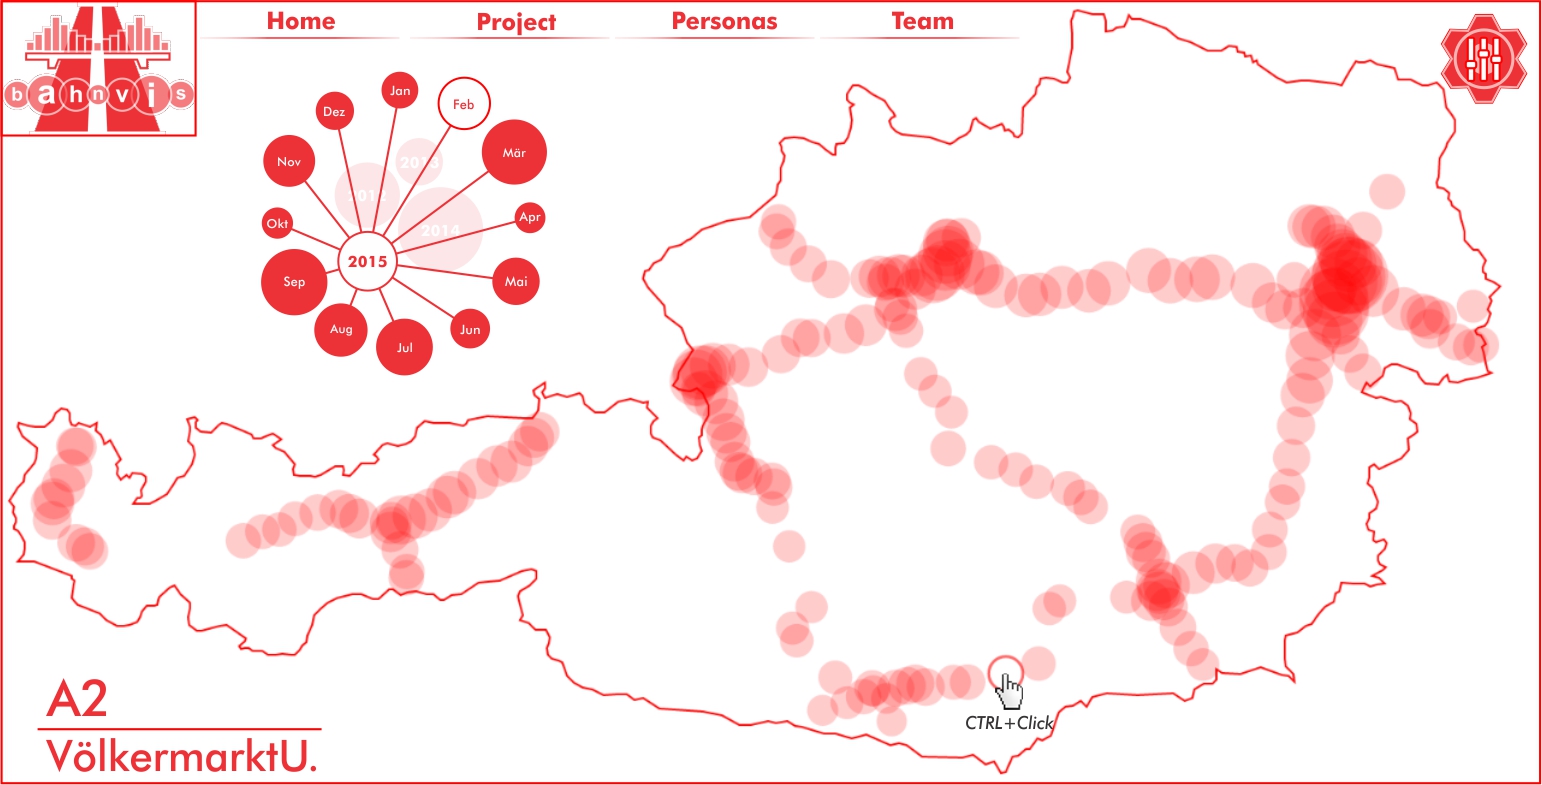 bahnvis
Home
Project
Personas
Team
Jan
Feb
Dez
Mär
Nov
2013
2012
Apr
Okt
2014
2015
Sep
Mai
Aug
Jun
Jul
A2
VölkermarktU.
CTRL+Click